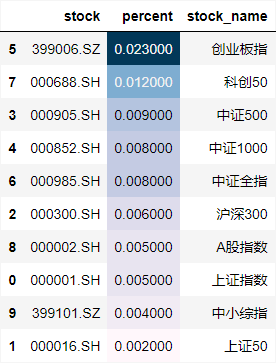 stock percent stock_name
5 399006.SZ 0.023000 创业板指
7 000688.SH 0.012000 科创50
3 000905.SH 0.009000 中证500
4 000852.SH 0.008000 中证1000
6 000985.SH 0.008000 中证全指
2 000300.SH 0.006000 沪深300
8 000002.SH 0.005000 A股指数
0 000001.SH 0.005000 上证指数
9 399101.SZ 0.004000 中小综指
1 000016.SH 0.002000 上证50